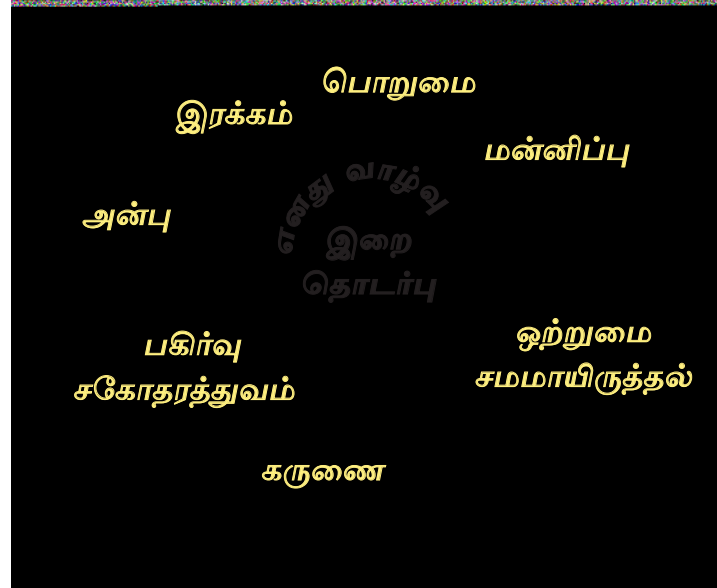 பொறுமை
இரக்கம்
மன்னிப்பு
எனது வாழ்வு
அன்பு
இறை
தொடர்பு
ஒற்றுமை
சமமாயிருத்தல்
பகிர்வு
சகோதரத்துவம்
கருணை